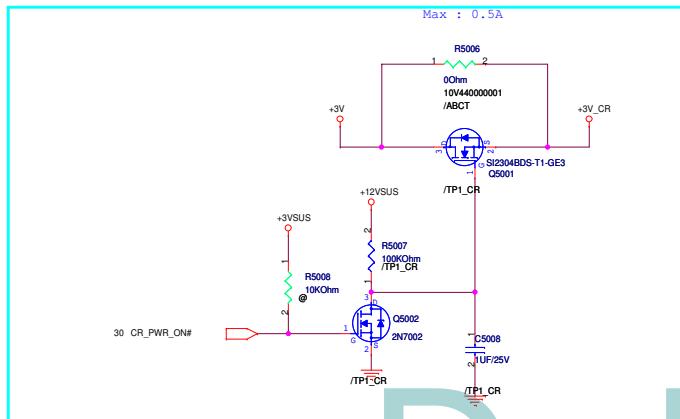 Max : 0.5A
R5006
1 2
0Ohm
10V440000001
/ABCT
+3V
+3V_CR
D S
3 2
G
1
SI2304BDS-T1-GE3
Q5001
/TP1_CR
+12VSUS
+3VSUS
2
R5007
100KOhm
/TP1_CR
1
1
R5008
10KOhm
@
2
3 D
Q5002
30 CR_PWR_ON#
1
G
2N7002
2 S
/TP1_CR
1
C5008
1UF/25V
2
/TP1_CR